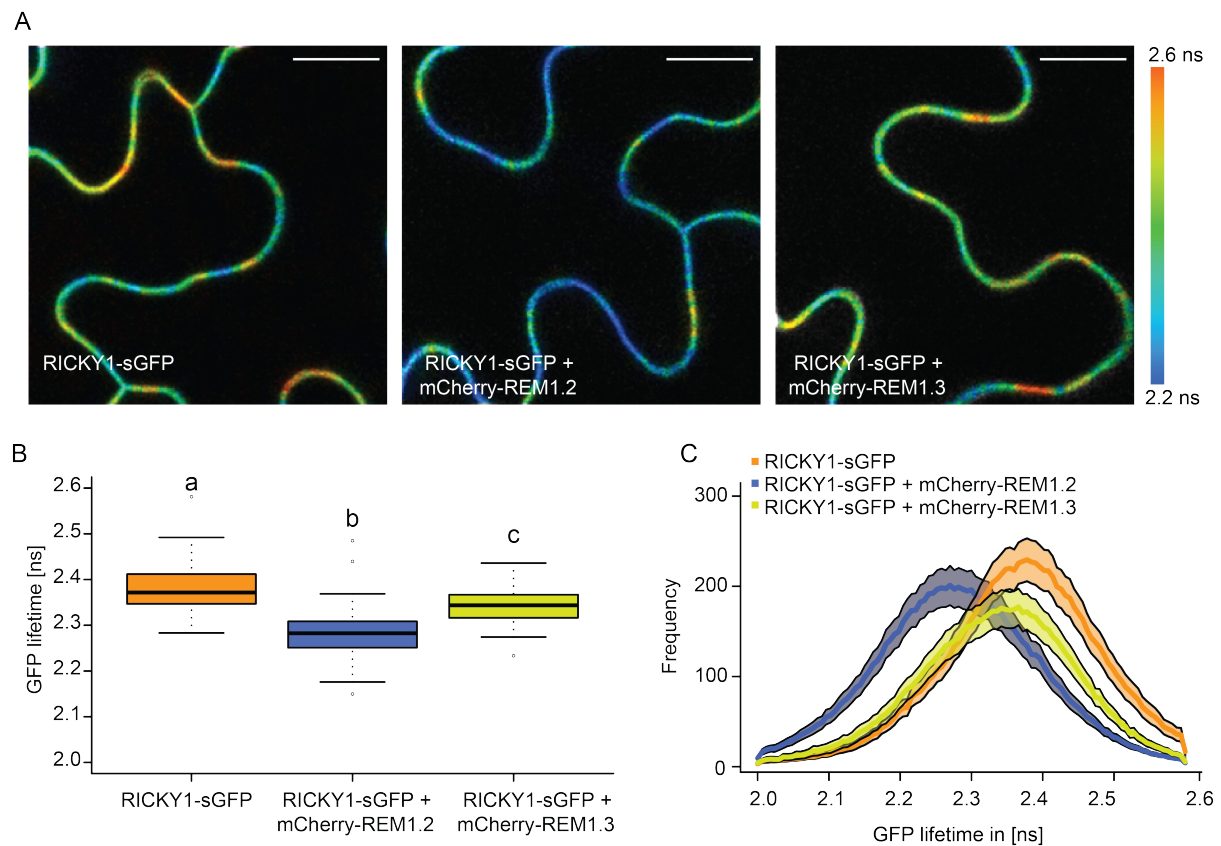 A
RICKY1-sGFP
RICKY1-sGFP +
mCherry-REM1.2
RICKY1-sGFP +
mCherry-REM1.3
2.6 ns
2.2 ns
B
GFP lifetime [ns]
2.6
2.5
2.4
2.3
2.2
2.1
2.0
a
b
c
RICKY1-sGFP
RICKY1-sGFP +
mCherry-REM1.2
RICKY1-sGFP +
mCherry-REM1.3
C
RICKY1-sGFP
RICKY1-sGFP + mCherry-REM1.2
RICKY1-sGFP + mCherry-REM1.3
Frequency
300
200
100
0
2.0 2.1 2.2 2.3 2.4 2.5 2.6
GFP lifetime in [ns]